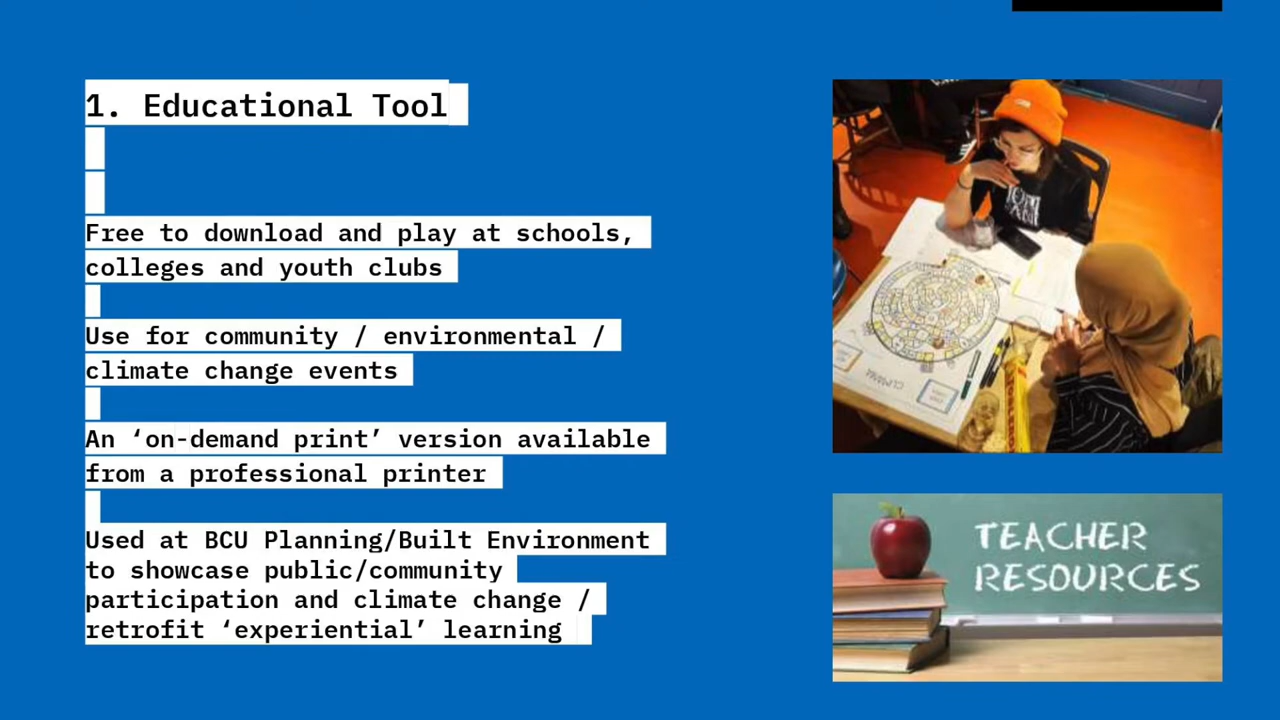 1. Educational Tool
Free to download and play at schools,
colleges and youth clubs
Use for community / environmental /
climate change events
An ‘on-demand print’ version available
from a professional printer
Used at BCU Planning/Built Environment
to showcase public/community
participation and climate change /
retrofit ‘experiential’ learning
TEACHER
RESOURCES